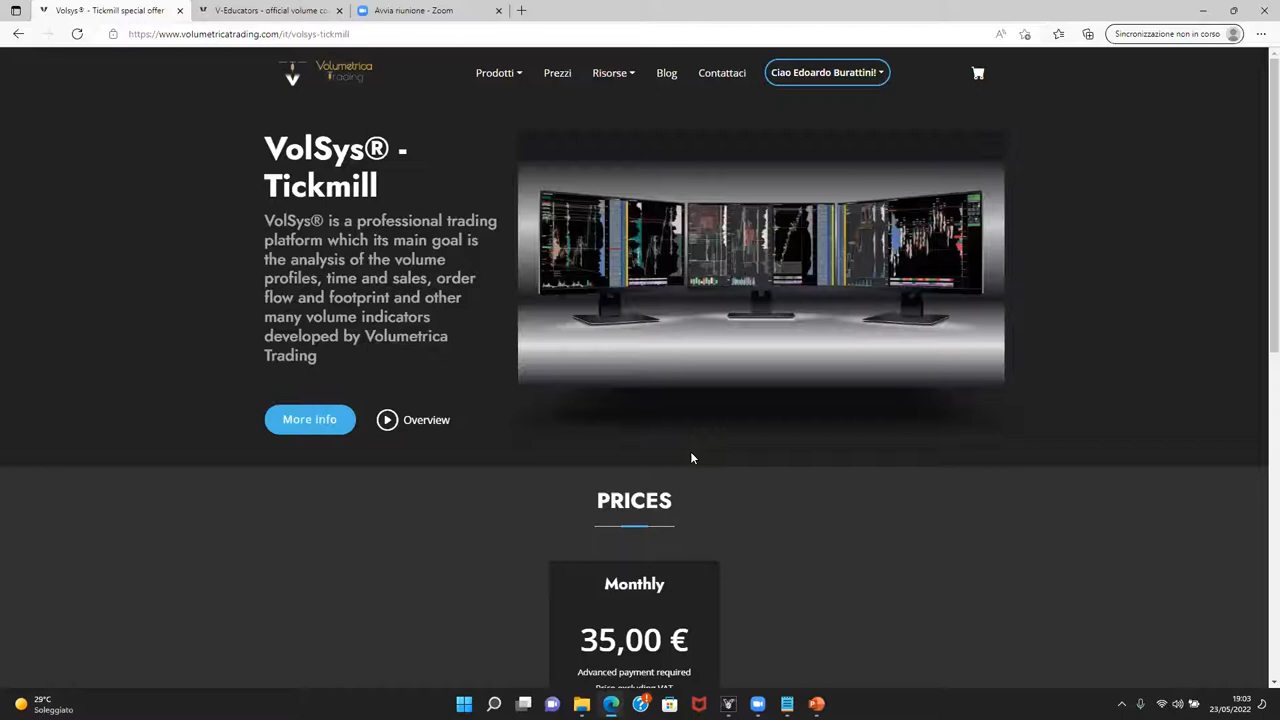 Volsys® - Tickmill special offer
V-Educators - official volume co
Avvia riunione - Zoom
https://www.volumetricatrading.com/it/volsys-tickmill
Sincronizzazione non in corso
Volumetrica
Trading
Prodotti
Prezzi
Risorse
Blog
Contattaci
Ciao Edoardo Burattini!
VolSys® -
Tickmill
VolSys® is a professional trading
platform which its main goal is
the analysis of the volume
profiles, time and sales, order
flow and footprint and other
many volume indicators
developed by Volumetrica
Trading
More info
Overview
PRICES
Monthly
35,00 €
Advanced payment required
Price excluding VAT
29°C
Soleggiato
19:03
23/05/2022